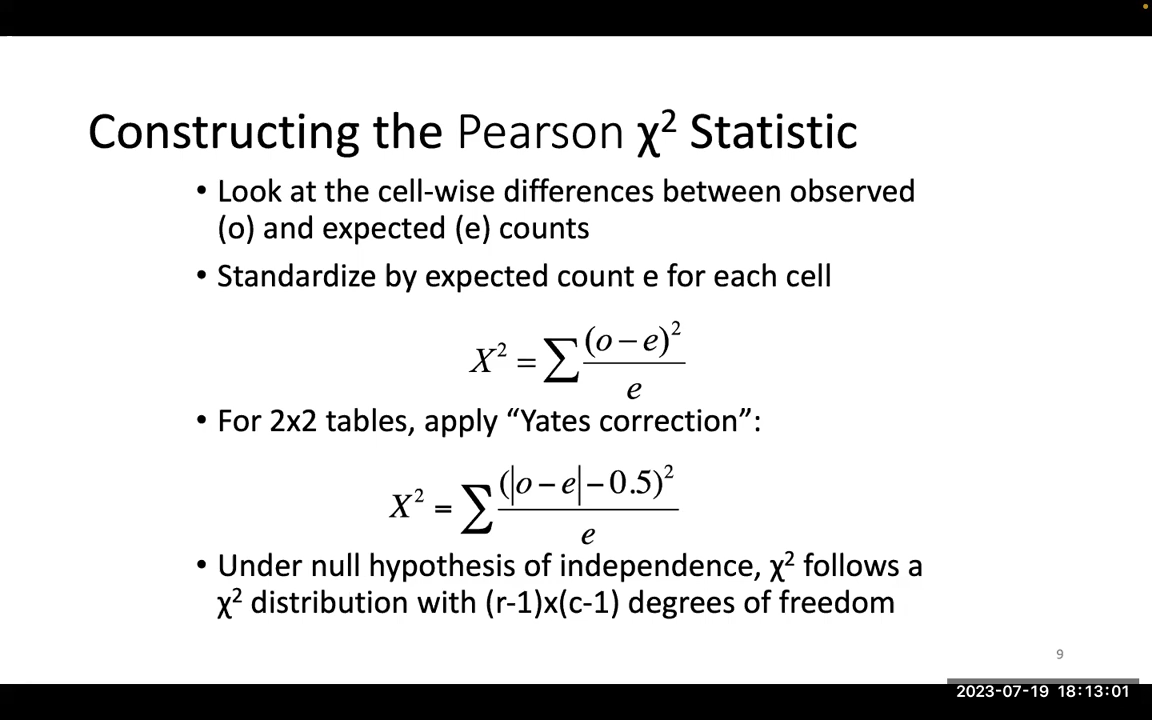 Constructing the Pearson χ² Statistic
• Look at the cell-wise differences between observed
(o) and expected (e) counts
• Standardize by expected count e for each cell
X² = ∑ (o − e)² / e
• For 2x2 tables, apply “Yates correction”:
X² = ∑ (|o − e| − 0.5)² / e
• Under null hypothesis of independence, χ² follows a
χ² distribution with (r-1)x(c-1) degrees of freedom
9
2023-07-19 18:13:01